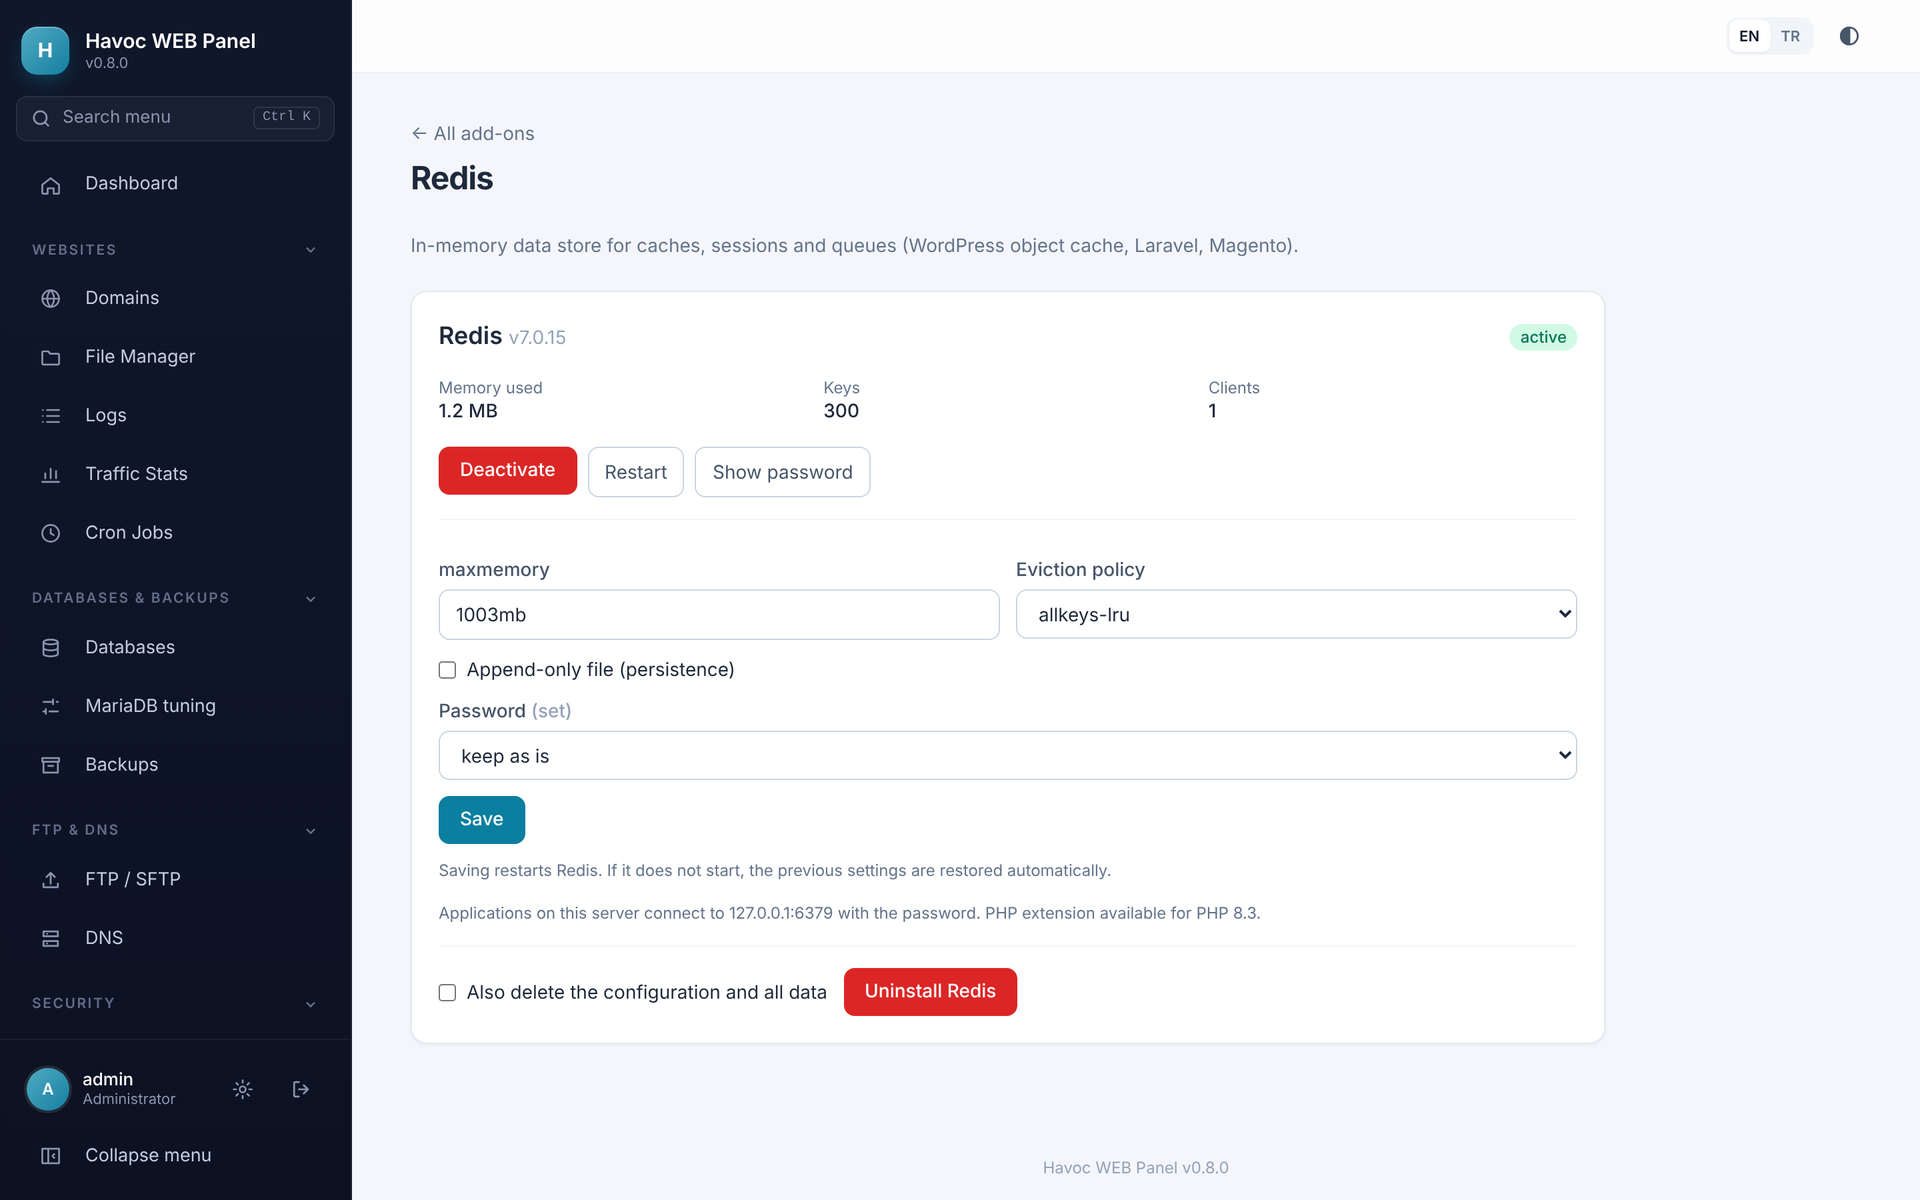 H
Havoc WEB Panel
v0.8.0
Search menu
Ctrl K
Dashboard
WEBSITES
Domains
File Manager
Logs
Traffic Stats
Cron Jobs
DATABASES & BACKUPS
Databases
MariaDB tuning
Backups
FTP & DNS
FTP / SFTP
DNS
SECURITY
A
admin
Administrator
Collapse menu
EN TR
← All add-ons
Redis
In-memory data store for caches, sessions and queues (WordPress object cache, Laravel, Magento).
Redis v7.0.15
active
Memory used Keys Clients
1.2 MB 300 1
Deactivate Restart Show password
maxmemory Eviction policy
1003mb allkeys-lru
Append-only file (persistence)
Password (set)
keep as is
Save
Saving restarts Redis. If it does not start, the previous settings are restored automatically.
Applications on this server connect to 127.0.0.1:6379 with the password. PHP extension available for PHP 8.3.
Also delete the configuration and all data Uninstall Redis
Havoc WEB Panel v0.8.0